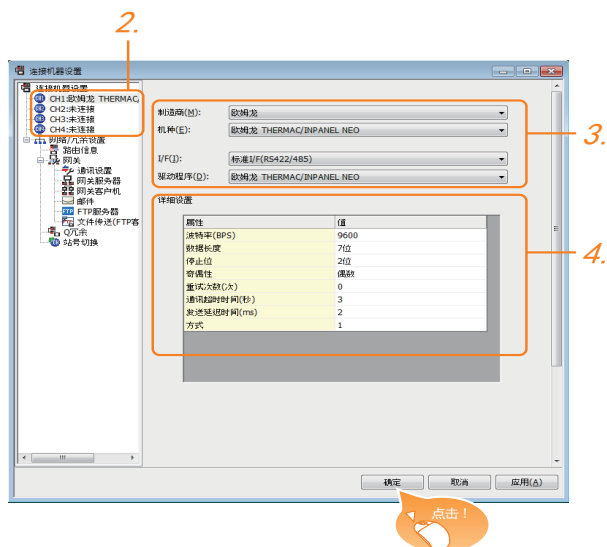 2.
连接机器设置
连接机器设置
CH1:欧姆龙 THERMAC/
CH2:未连接
CH3:未连接
CH4:未连接
网络/冗余设置
路由信息
网关
通讯设置
网关服务器
网关客户机
邮件
FTP服务器
文件传送(FTP客
Q冗余
站号切换
制造商(M): 欧姆龙
机种(E): 欧姆龙 THERMAC/INPANEL NEO
3.
I/F(I): 标准I/F(RS422/485)
驱动程序(D): 欧姆龙 THERMAC/INPANEL NEO
详细设置
属性 值
波特率(BPS) 9600
数据长度 7位
停止位 2位
4.
奇偶性 偶数
重试次数(次) 0
通讯超时时间(秒) 3
发送延迟时间(ms) 2
方式 1
确定 取消 应用(A)
点击！